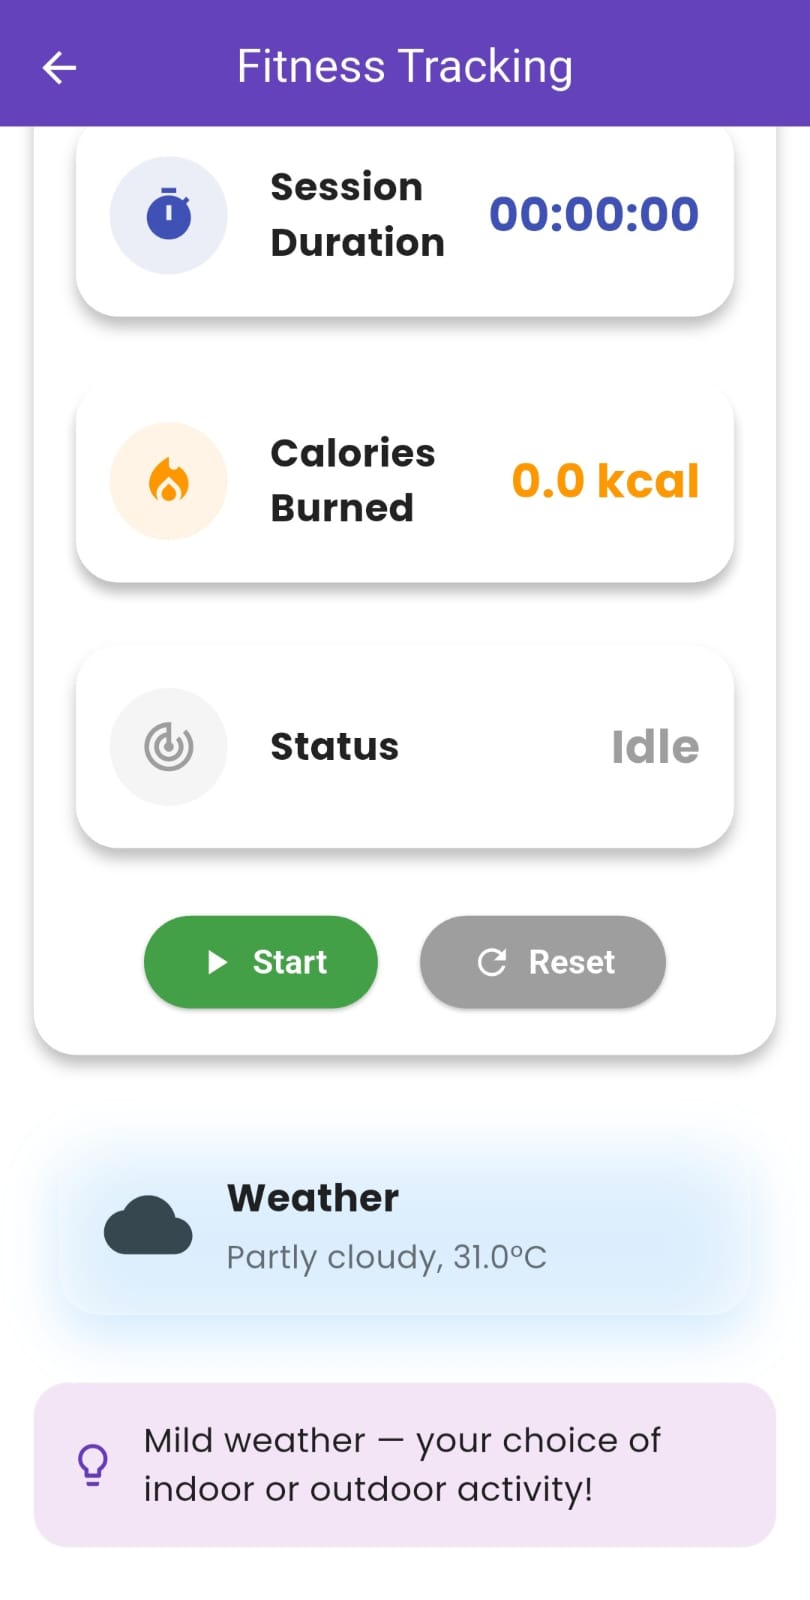 Fitness Tracking
Session
Duration
00:00:00
Calories
Burned
0.0 kcal
Status
Idle
Start
Reset
Weather
Partly cloudy, 31.0°C
Mild weather — your choice of
indoor or outdoor activity!